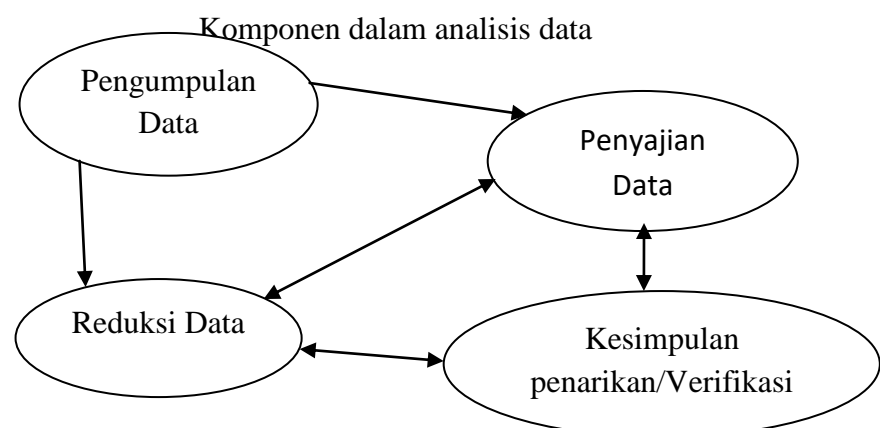 Komponen dalam analisis data
Pengumpulan
Data
Penyajian
Data
Reduksi Data
Kesimpulan
penarikan/Verifikasi